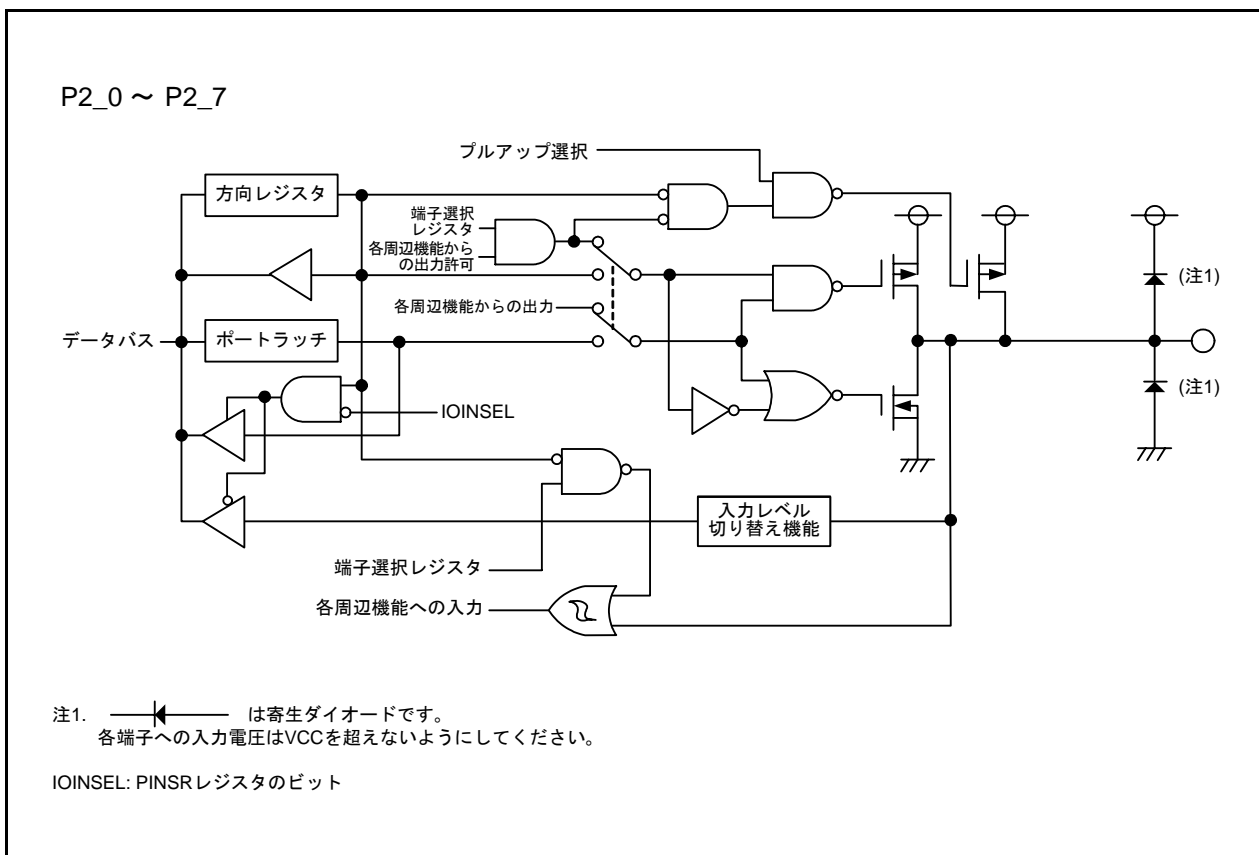 P2_0 ～ P2_7
プルアップ選択
方向レジスタ
端子選択
レジスタ
各周辺機能から
の出力許可
各周辺機能からの出力
データバス
ポートラッチ
IOINSEL
(注1)
(注1)
入力レベル
切り替え機能
端子選択レジスタ
各周辺機能への入力
注1. は寄生ダイオードです。
各端子への入力電圧はVCCを超えないようにしてください。
IOINSEL: PINSRレジスタのビット